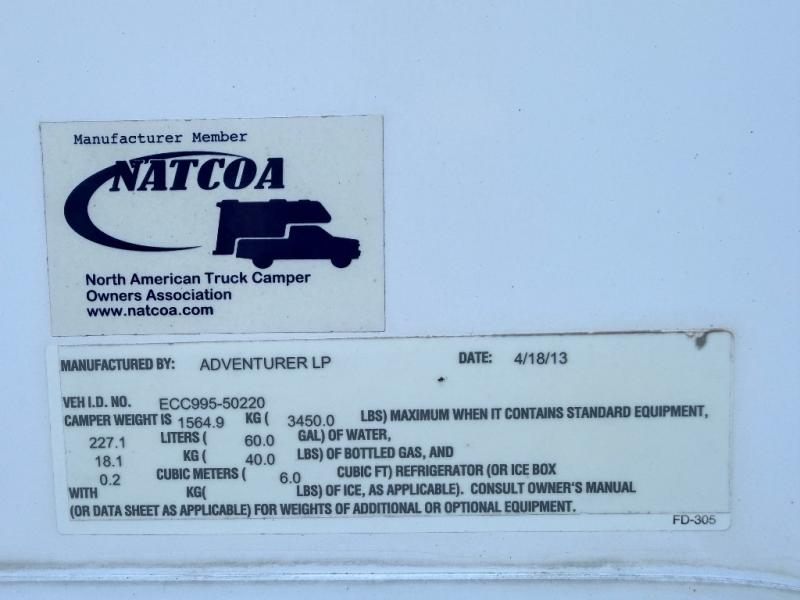 Manufacturer Member
NATCOA
North American Truck Camper
Owners Association
www.natcoa.com
MANUFACTURED BY: ADVENTURER LP DATE: 4/18/13
VEH I.D. NO. ECC995-50220
CAMPER WEIGHT IS 1564.9 KG ( 3450.0 LBS) MAXIMUM WHEN IT CONTAINS STANDARD EQUIPMENT,
227.1 LITERS ( 60.0 GAL) OF WATER,
18.1 KG ( 40.0 LBS) OF BOTTLED GAS, AND
0.2 CUBIC METERS ( 6.0 CUBIC FT) REFRIGERATOR (OR ICE BOX
WITH KG( LBS) OF ICE, AS APPLICABLE). CONSULT OWNER'S MANUAL
(OR DATA SHEET AS APPLICABLE) FOR WEIGHTS OF ADDITIONAL OR OPTIONAL EQUIPMENT.
FD-305